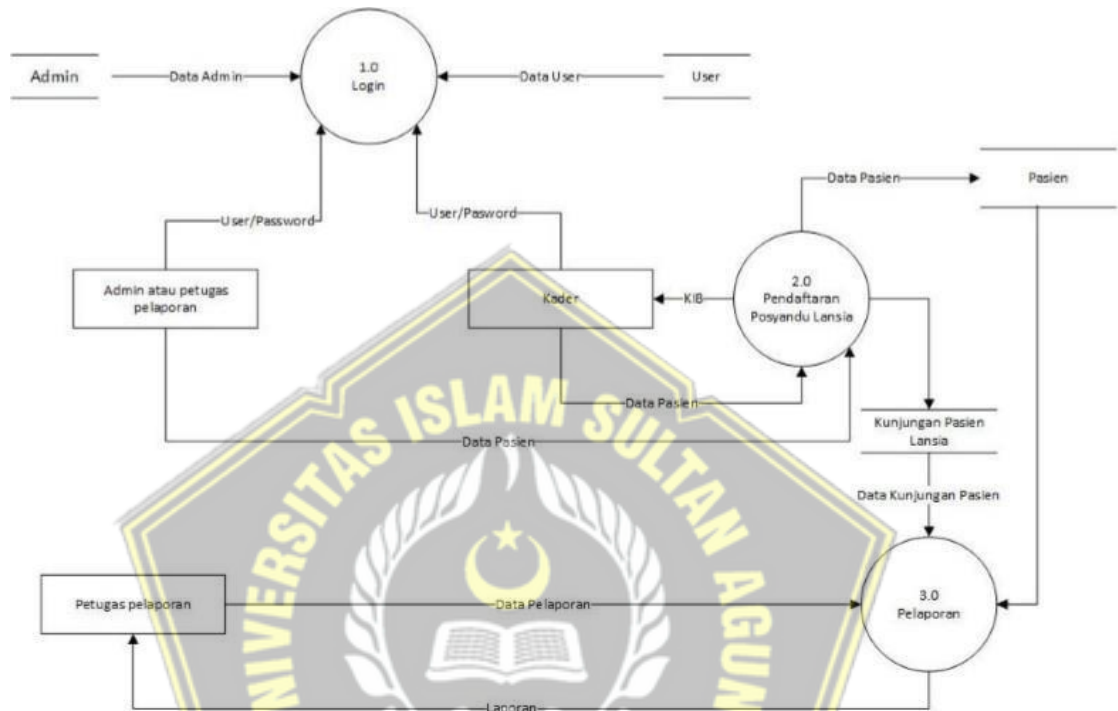 Admin
Data Admin
1.0
Login
Data User
User
Data Pasien
Pasien
User/Password
User/Pasword
Admin atau petugas
pelaporan
Kader
KIB
2.0
Pendaftaran
Posyandu Lansia
Data Pasien
Data Pasien
Kunjungan Pasien
Lansia
Data Kunjungan Pasien
Petugas pelaporan
Data Pelaporan
3.0
Pelaporan
Laporan
UNIVERSITAS ISLAM SULTAN AGUN